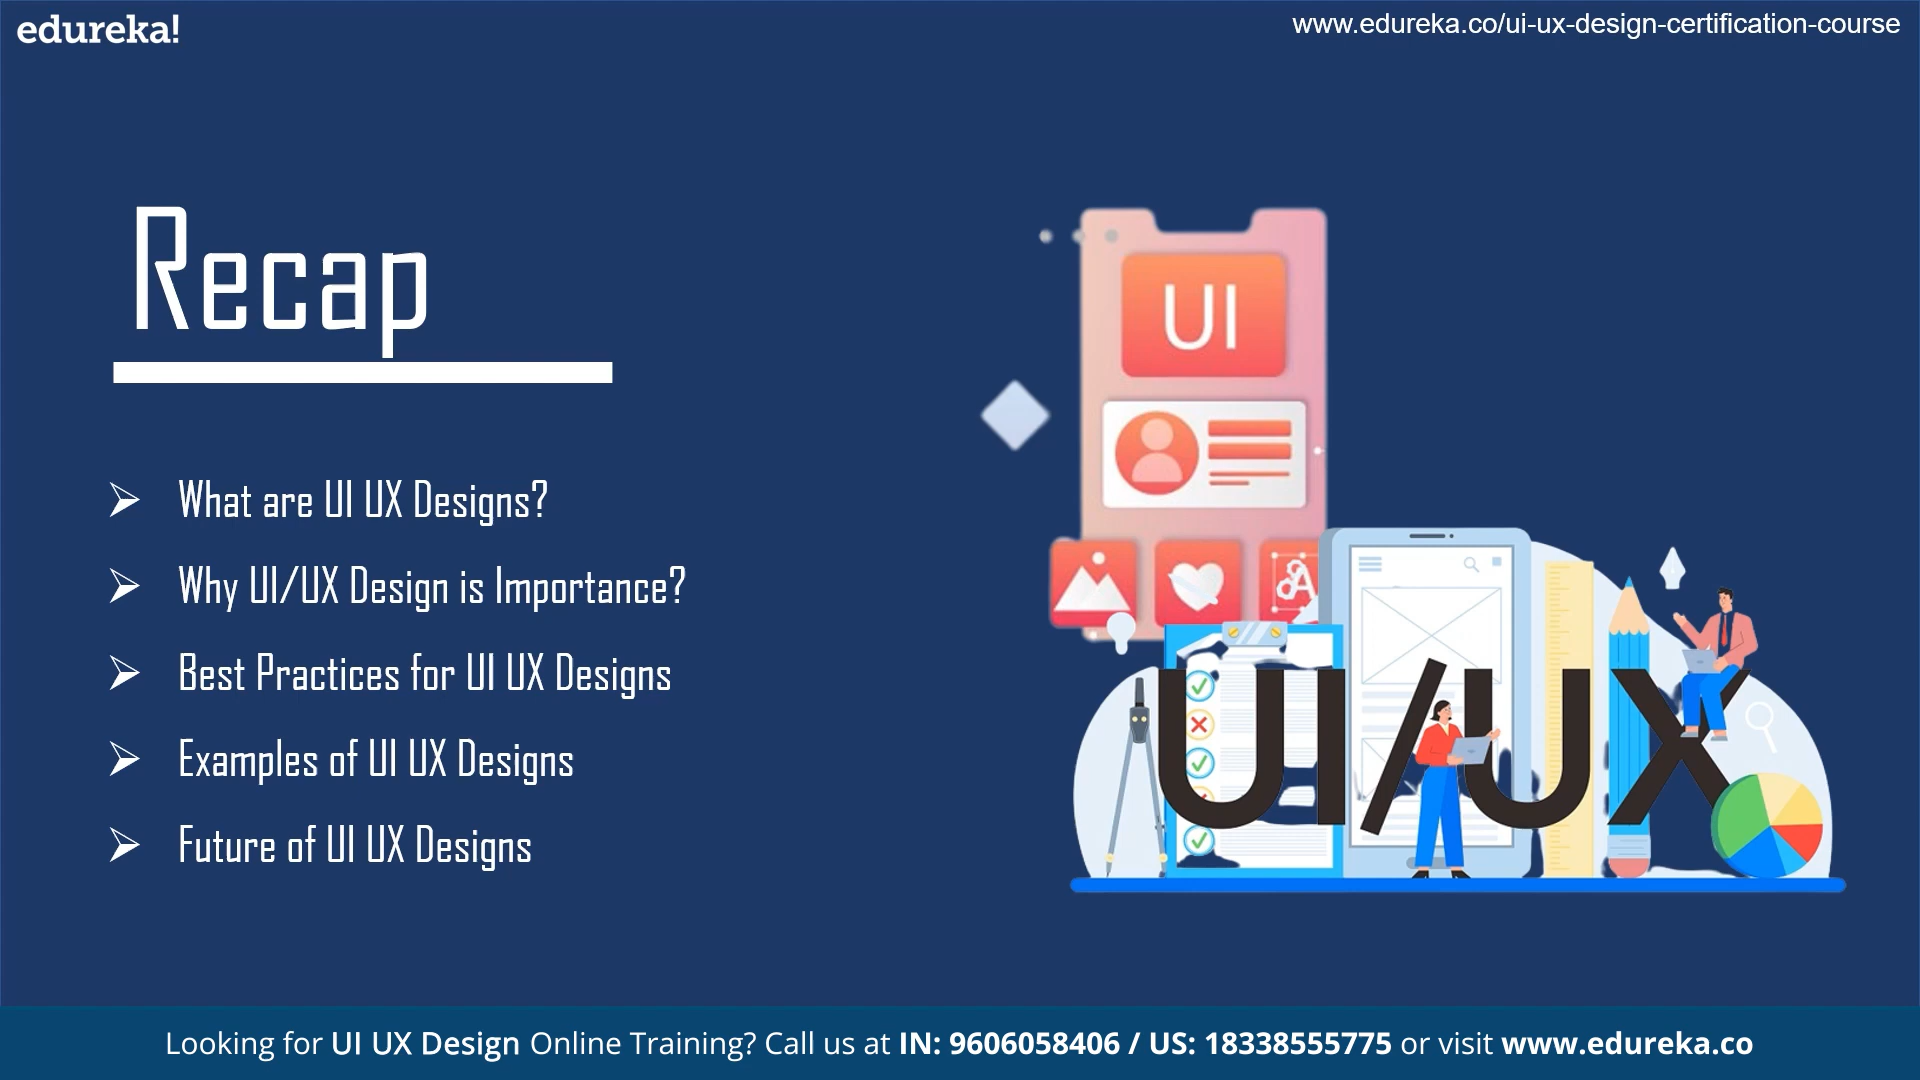 edureka!
www.edureka.co/ui-ux-design-certification-course
Recap
What are UI UX Designs?
Why UI/UX Design is Importance?
Best Practices for UI UX Designs
Examples of UI UX Designs
Future of UI UX Designs
UI
A
UI/UX
Looking for UI UX Design Online Training? Call us at IN: 9606058406 / US: 18338555775 or visit www.edureka.co